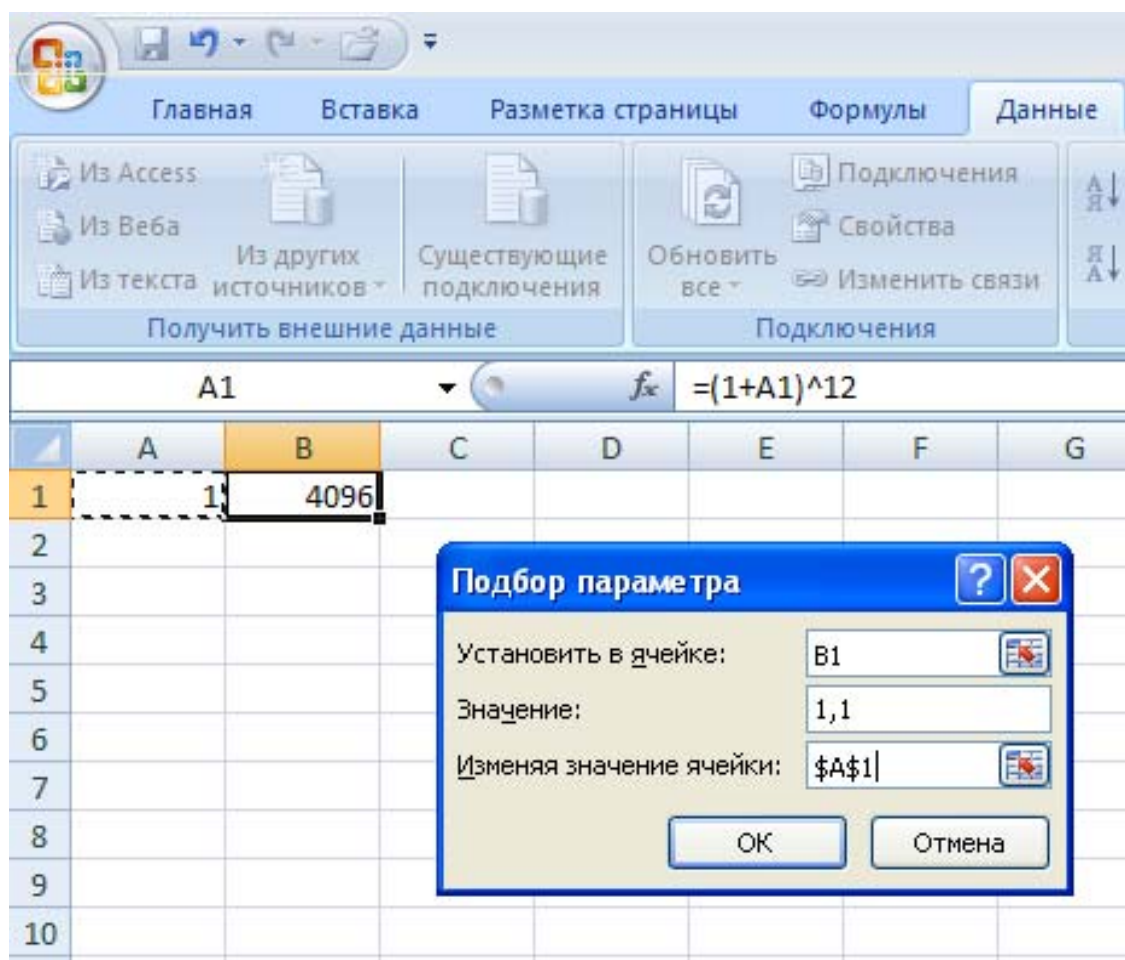 Главная Вставка Разметка страницы Формулы Данные
Из Access
Из Веба
Из текста
Из других
источников
Существующие
подключения
Получить внешние данные
Обновить
все
Подключения
Свойства
Изменить связи
Подключения
А
Я
Я
А
A1 fx =(1+A1)^12
A B C D E F G
1 1 4096
2
3
4
5
6
7
8
9
10
Подбор параметра ?
Установить в ячейке: B1
Значение: 1,1
Изменяя значение ячейки: $A$1
ОК Отмена